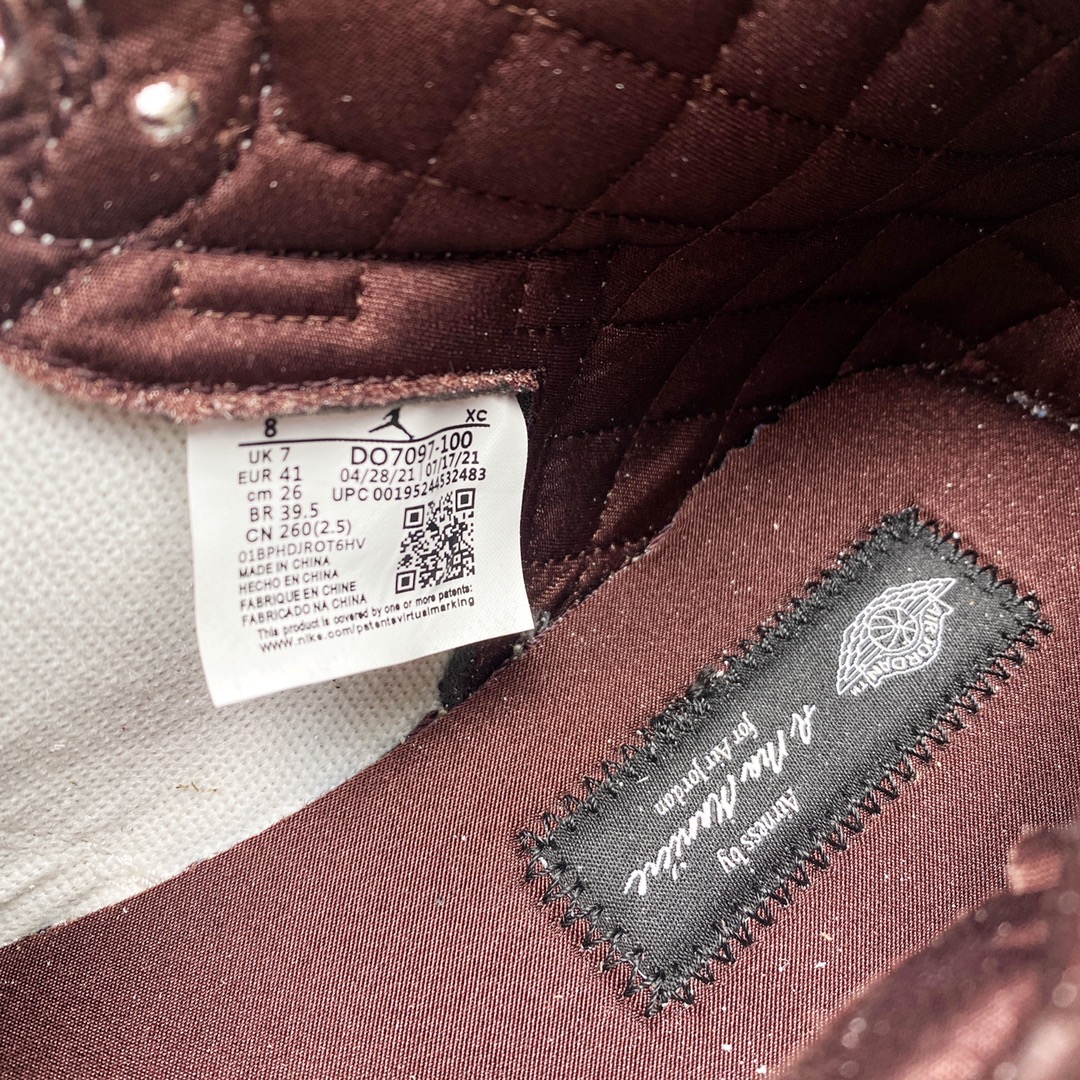 8 XC
UK 7 DO7097-100
EUR 41 04/28/21 07/17/21
cm 26 UPC 00195244532483
BR 39.5
CN 260(2.5)
01BPHDJROT6HV
MADE IN CHINA
HECHO EN CHINA
FABRIQUE EN CHINE
FABRICADO NA CHINA
This product is covered by one or more patents:
www.nike.com/patentsvirtualmarking
AIR JORDAN™
Airness by
A Ma Maniére
for Air Jordan